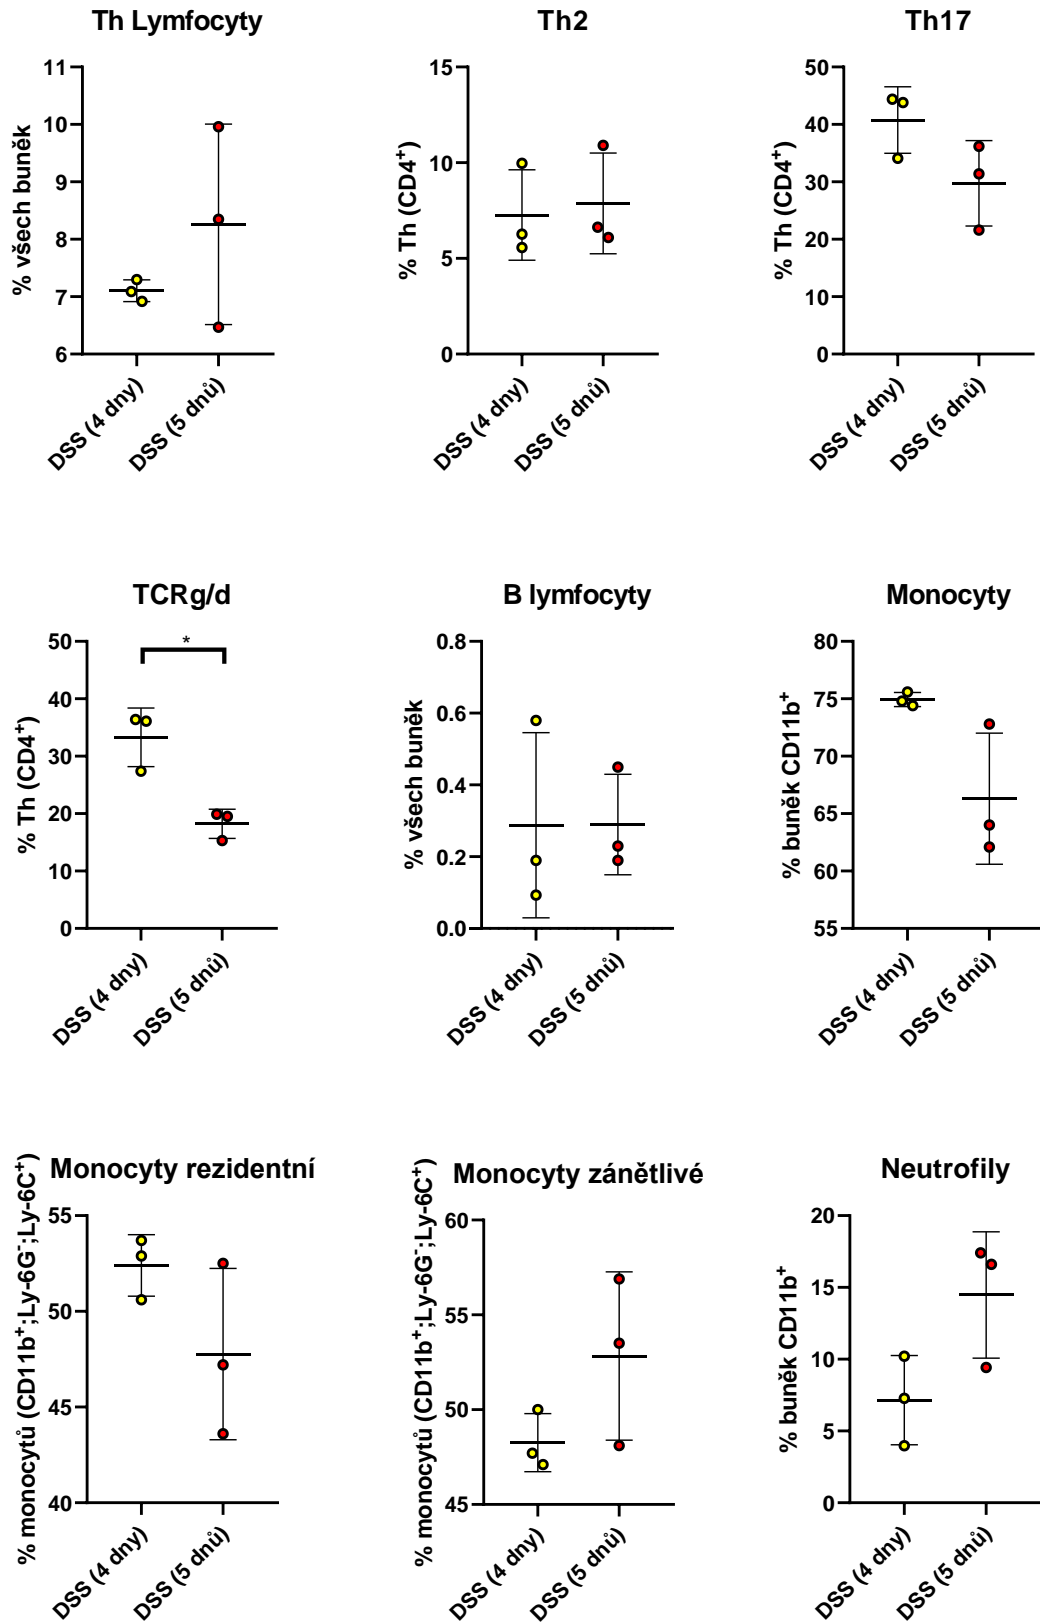 Th Lymfocyty
% všech buněk
11
10
9
8
7
6
DSS (4 dny)
DSS (5 dnů)
Th2
% Th (CD4⁺)
15
10
5
0
DSS (4 dny)
DSS (5 dnů)
Th17
% Th (CD4⁺)
50
40
30
20
10
0
DSS (4 dny)
DSS (5 dnů)
TCRg/d
% Th (CD4⁺)
50
40
30
20
10
0
*
DSS (4 dny)
DSS (5 dnů)
B lymfocyty
% všech buněk
0.8
0.6
0.4
0.2
0.0
DSS (4 dny)
DSS (5 dnů)
Monocyty
% buněk CD11b⁺
80
75
70
65
60
55
DSS (4 dny)
DSS (5 dnů)
Monocyty rezidentní
% monocytů (CD11b⁺;Ly-6G⁻;Ly-6C⁺)
55
50
45
40
DSS (4 dny)
DSS (5 dnů)
Monocyty zánětlivé
% monocytů (CD11b⁺;Ly-6G⁻;Ly-6C⁺)
60
55
50
45
DSS (4 dny)
DSS (5 dnů)
Neutrofily
% buněk CD11b⁺
20
15
10
5
0
DSS (4 dny)
DSS (5 dnů)